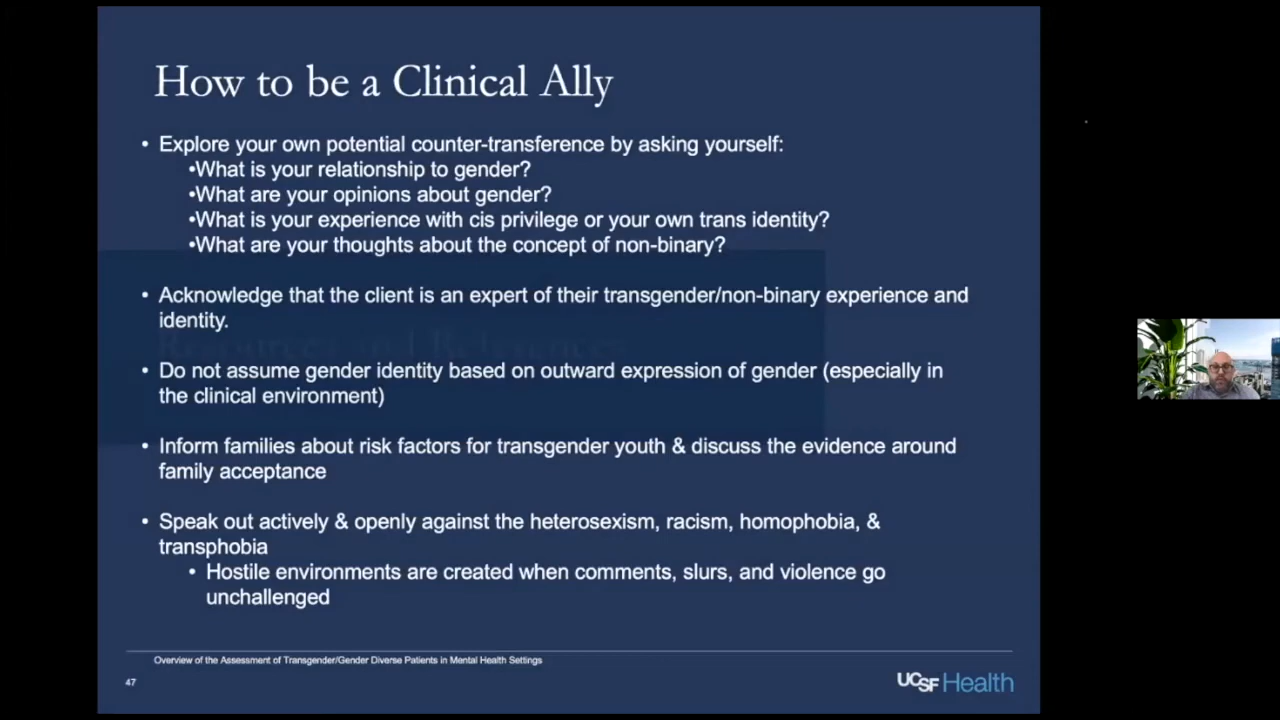 How to be a Clinical Ally
• Explore your own potential counter-transference by asking yourself:
•What is your relationship to gender?
•What are your opinions about gender?
•What is your experience with cis privilege or your own trans identity?
•What are your thoughts about the concept of non-binary?
• Acknowledge that the client is an expert of their transgender/non-binary experience and
identity.
• Do not assume gender identity based on outward expression of gender (especially in
the clinical environment)
• Inform families about risk factors for transgender youth & discuss the evidence around
family acceptance
• Speak out actively & openly against the heterosexism, racism, homophobia, &
transphobia
• Hostile environments are created when comments, slurs, and violence go
unchallenged
Overview of the Assessment of Transgender/Gender Diverse Patients in Mental Health Settings
47
UCSF Health